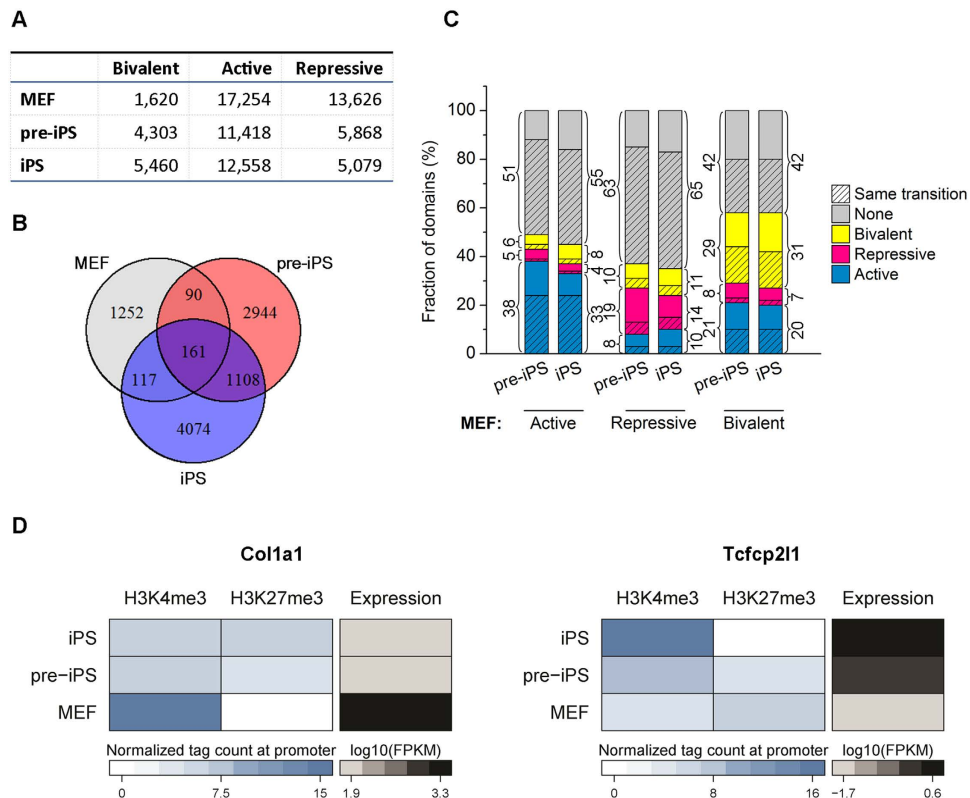 A
Bivalent Active Repressive
MEF 1,620 17,254 13,626
pre-iPS 4,303 11,418 5,868
iPS 5,460 12,558 5,079
B
MEF pre-iPS
1252 90 2944
161
117 1108
4074
iPS
C
Fraction of domains (%)
100
80
60
40
20
0
51 55 63 65 42 42
6 8 10 11 29 31
5 4 19 14 8 7
38 33 8 10 21 20
pre-iPS iPS pre-iPS iPS pre-iPS iPS
MEF: Active Repressive Bivalent
Same transition
None
Bivalent
Repressive
Active
D
Col1a1
H3K4me3 H3K27me3 Expression
iPS
pre-iPS
MEF
Normalized tag count at promoter log10(FPKM)
0 7.5 15 1.9 3.3
Tcfcp2l1
H3K4me3 H3K27me3 Expression
iPS
pre-iPS
MEF
Normalized tag count at promoter log10(FPKM)
0 8 16 −1.7 0.6